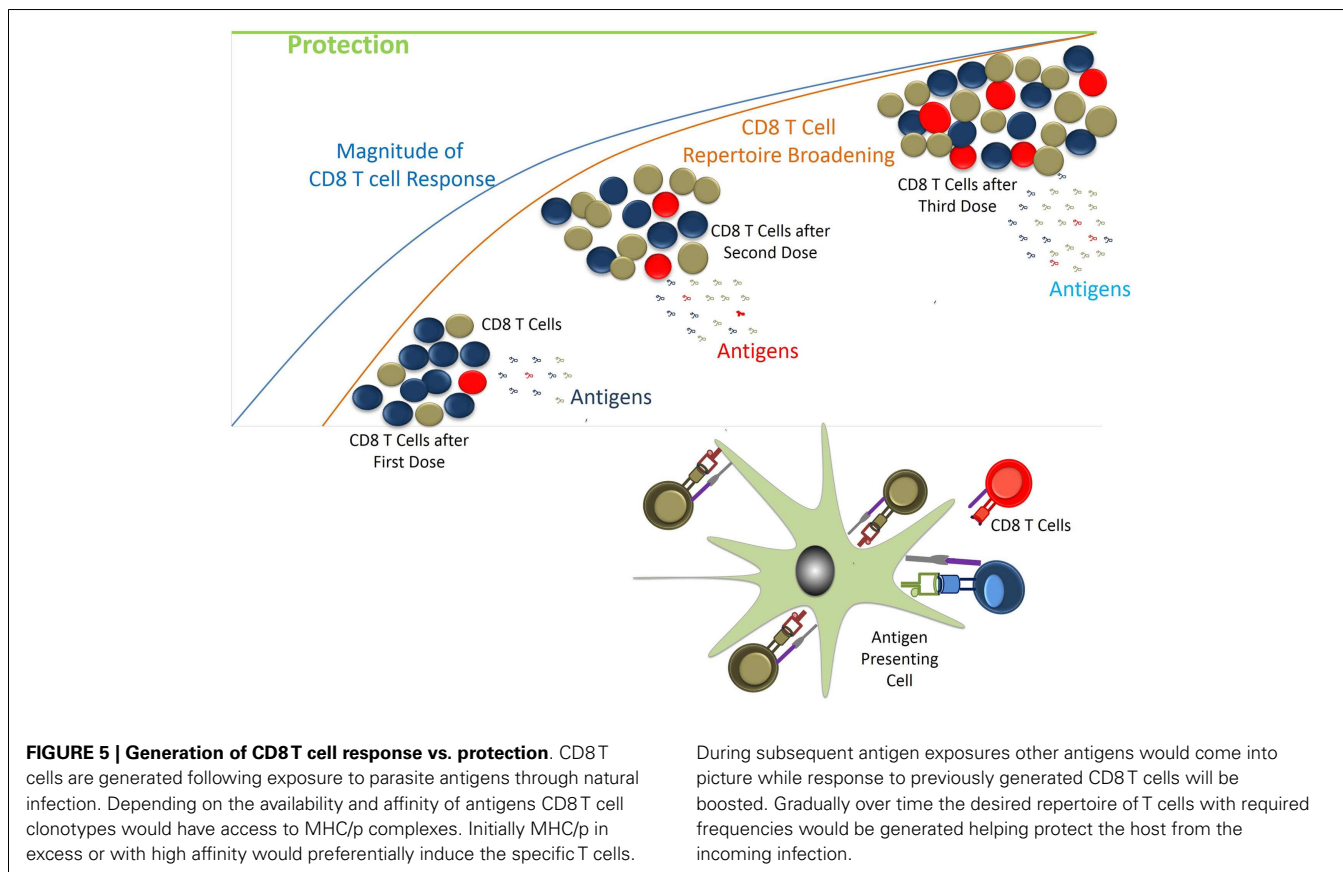 Protection
Magnitude of
CD8 T cell Response
CD8 T Cell
Repertoire Broadening
CD8 T Cells after
Third Dose
Antigens
CD8 T Cells after
Second Dose
Antigens
CD8 T Cells
Antigens
CD8 T Cells after
First Dose
CD8 T Cells
Antigen
Presenting
Cell
FIGURE 5 | Generation of CD8 T cell response vs. protection. CD8 T
cells are generated following exposure to parasite antigens through natural
infection. Depending on the availability and affinity of antigens CD8 T cell
clonotypes would have access to MHC/p complexes. Initially MHC/p in
excess or with high affinity would preferentially induce the specific T cells.
During subsequent antigen exposures other antigens would come into
picture while response to previously generated CD8 T cells will be
boosted. Gradually over time the desired repertoire of T cells with required
frequencies would be generated helping protect the host from the
incoming infection.